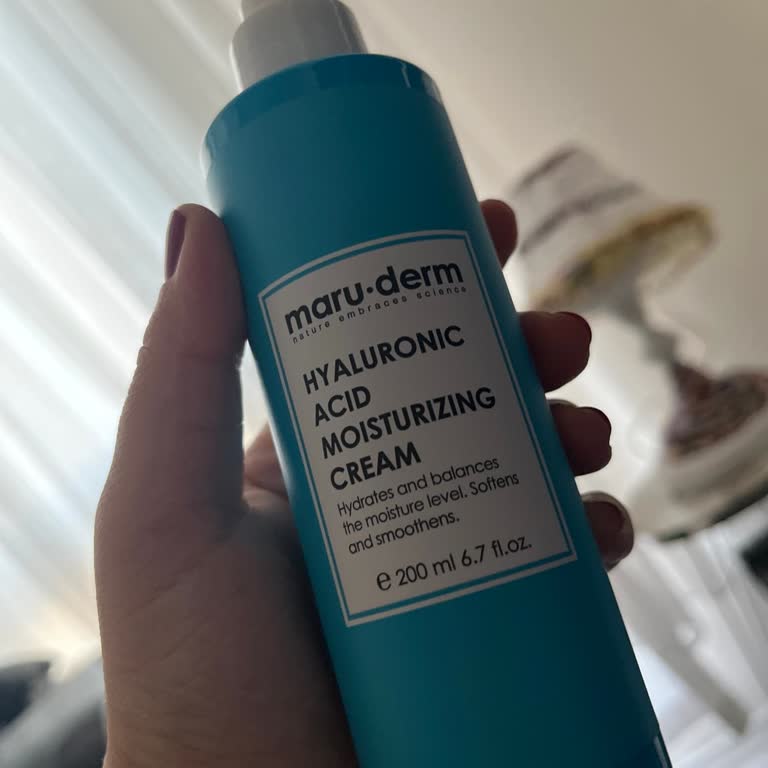 maru·derm
nature embraces science
HYALURONIC
ACID
MOISTURIZING
CREAM
Hydrates and balances
the moisture level. Softens
and smoothens.
e 200 ml 6.7 fl.oz.